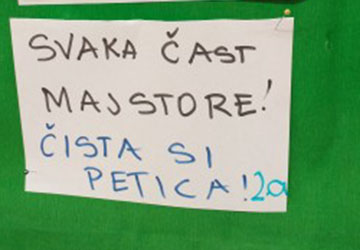 SVAKA ČAST
MAJSTORE!
ČISTA SI
PETICA! 2a